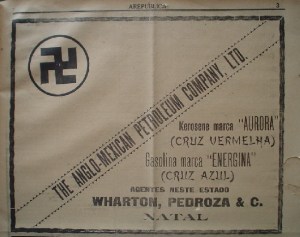 A REPUBLICA
3
THE ANGLO-MEXICAN PETROLEUM COMPANY, LTD.
Kerosene marca "AURORA"
(CRUZ VERMELHA)
Gasolina marca "ENERGINA"
(CRUZ AZUL)
AGENTES NESTE ESTADO
WHARTON, PEDROZA & C.
NATAL